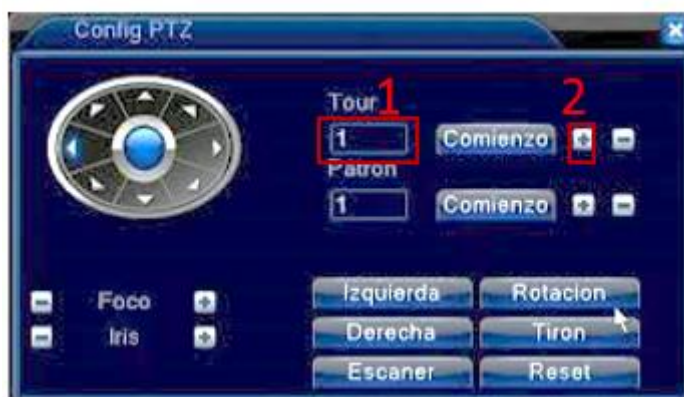 Config PTZ
Tour 1 2
1 Comienzo + -
Patron
1 Comienzo + -
Izquierda Rotacion
- Foco +
Derecha Tiron
- Iris +
Escaner Reset